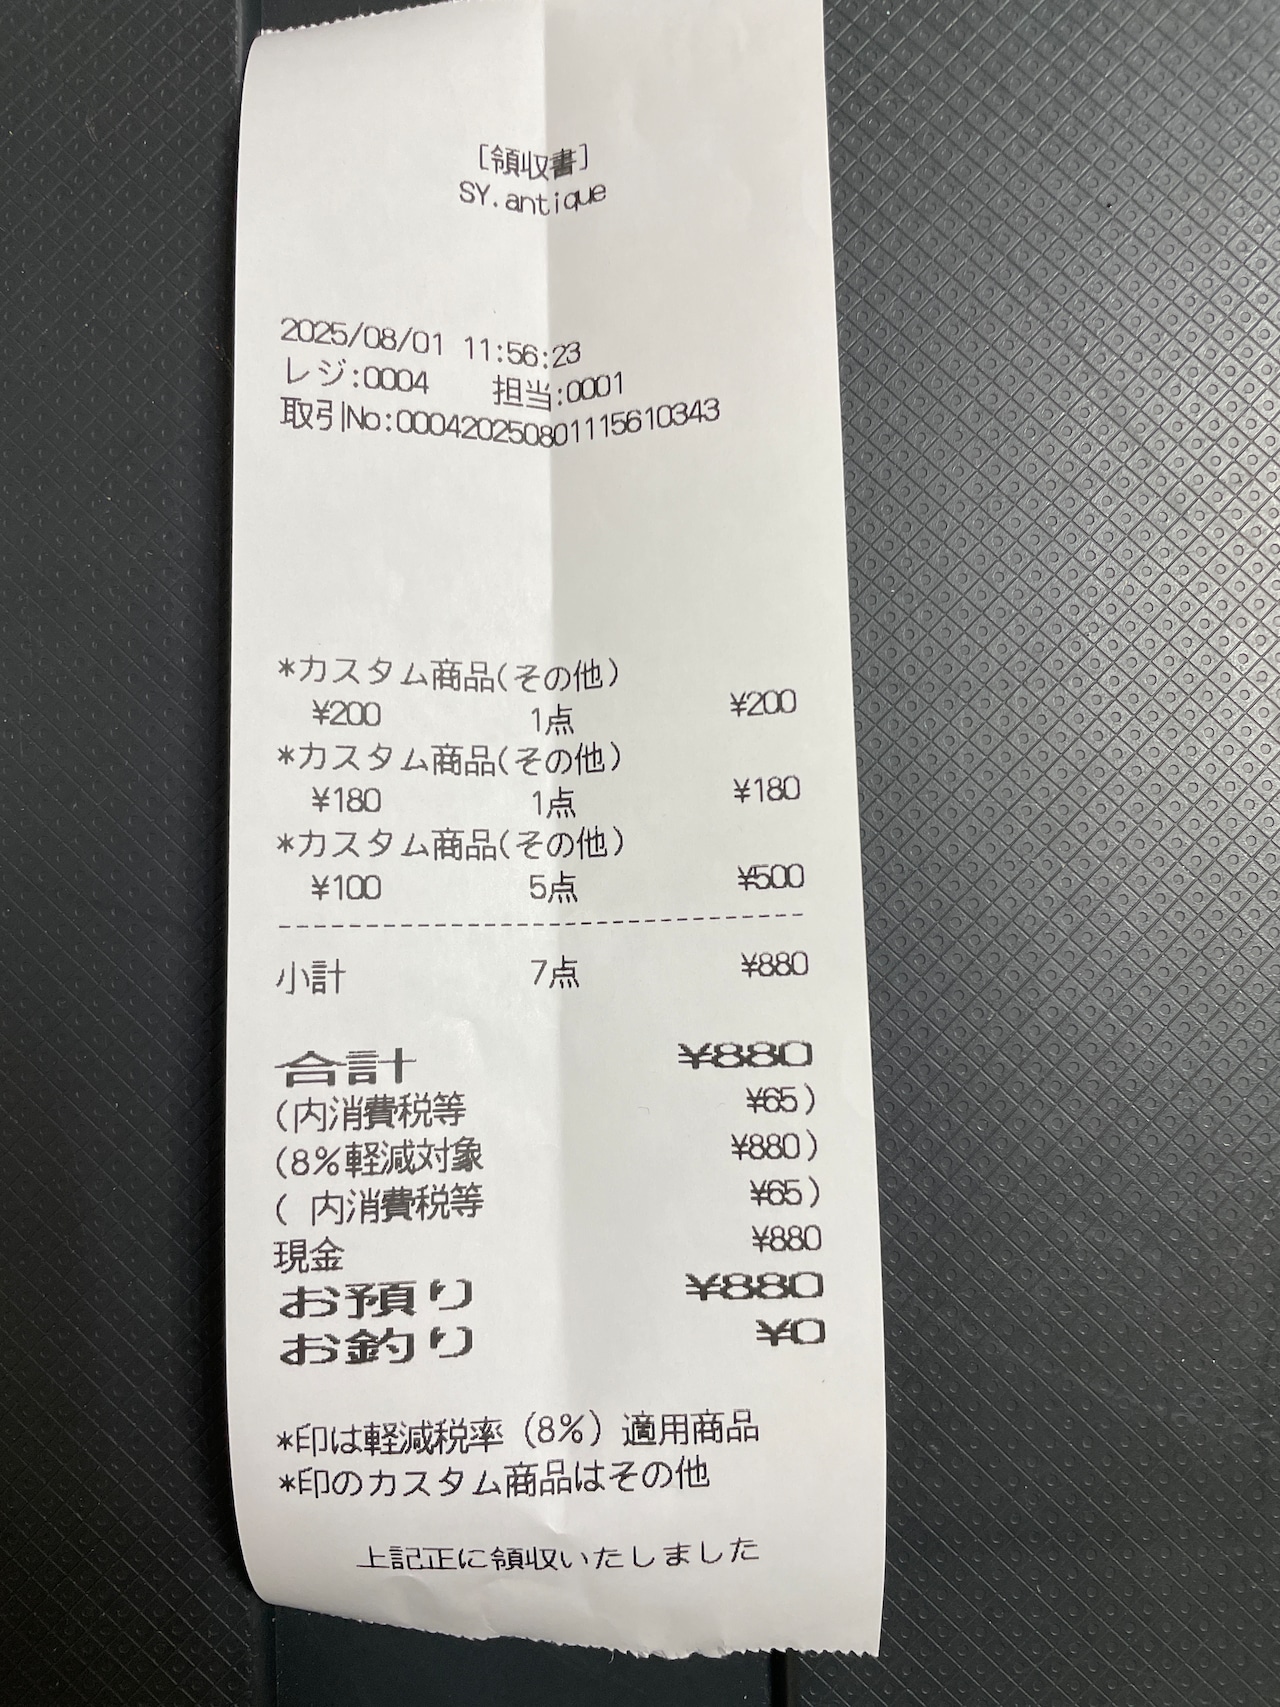 [領収書]
SY.antique
2025/08/01 11:56:23
レジ:0004 担当:0001
取引No:000420250801115610343
*カスタム商品(その他)
¥200 1点 ¥200
*カスタム商品(その他)
¥180 1点 ¥180
*カスタム商品(その他)
¥100 5点 ¥500
小計 7点 ¥880
合計 ¥880
(内消費税等 ¥65)
(8%軽減対象 ¥880)
( 内消費税等 ¥65)
現金 ¥880
お預り ¥880
お釣り ¥0
*印は軽減税率(8%)適用商品
*印のカスタム商品はその他
上記正に領収いたしました